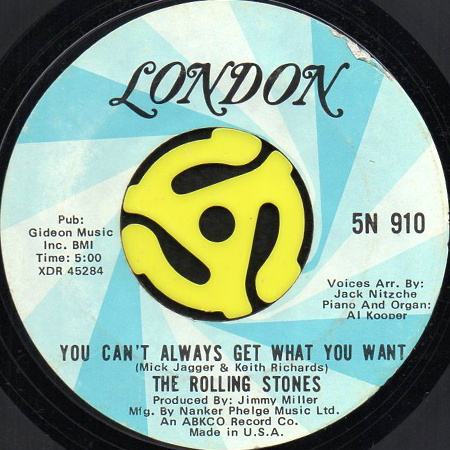 LONDON
Pub:
Gideon Music
Inc. BMI
Time: 5:00
XDR 45284
5N 910
Voices Arr. By:
Jack Nitzche
Piano And Organ:
Al Kooper
YOU CAN'T ALWAYS GET WHAT YOU WANT
(Mick Jagger & Keith Richards)
THE ROLLING STONES
Produced By: Jimmy Miller
Mfg. By Nanker Phelge Music Ltd.
An ABKCO Record Co.
Made in U.S.A.